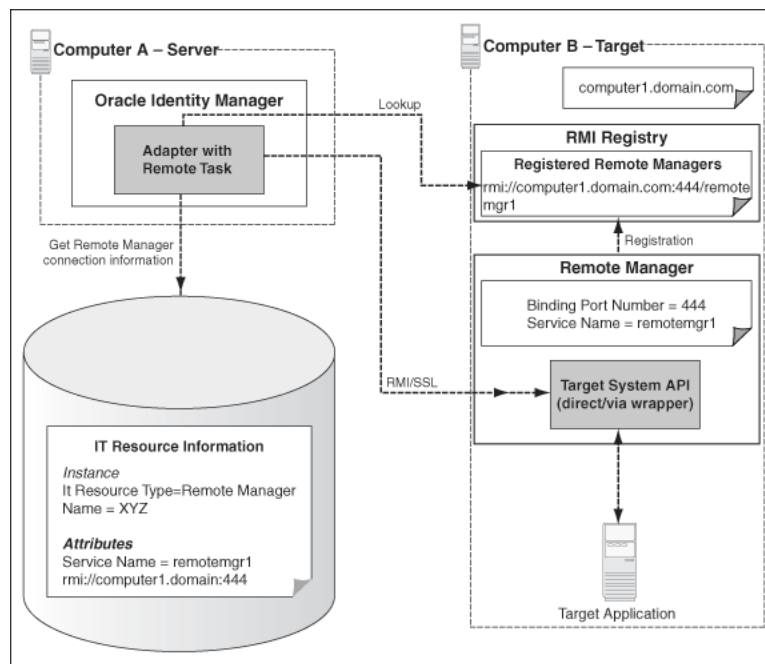 Computer A – Server
Oracle Identity Manager
Adapter with
Remote Task
Get Remote Manager
connection information
IT Resource Information
Instance
It Resource Type=Remote Manager
Name = XYZ
Attributes
Service Name = remotemgr1
rmi://computer1.domain:444
Lookup
RMI/SSL
Computer B – Target
computer1.domain.com
RMI Registry
Registered Remote Managers
rmi://computer1.domain.com:444/remote
mgr1
Registration
Remote Manager
Binding Port Number = 444
Service Name = remotemgr1
Target System API
(direct/via wrapper)
Target Application